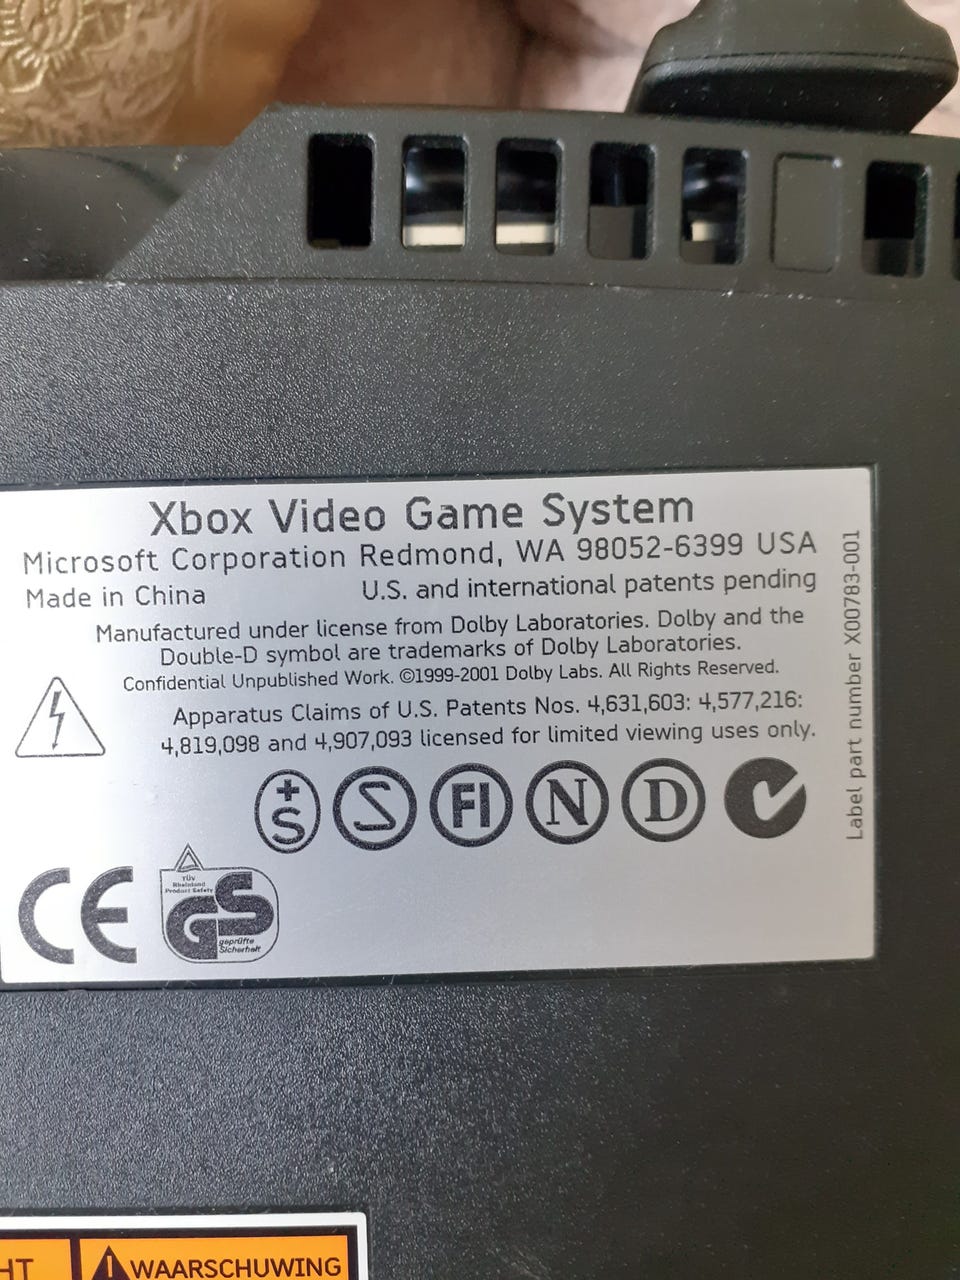 Xbox Video Game System
Microsoft Corporation Redmond, WA 98052-6399 USA
Made in China U.S. and international patents pending
Manufactured under license from Dolby Laboratories. Dolby and the
Double-D symbol are trademarks of Dolby Laboratories.
Confidential Unpublished Work. ©1999-2001 Dolby Labs. All Rights Reserved.
Apparatus Claims of U.S. Patents Nos. 4,631,603: 4,577,216:
4,819,098 and 4,907,093 licensed for limited viewing uses only.
+S S FI N D
CE
TÜV
Rheinland
Product Safety
GS
geprüfte
Sicherheit
Label part number X00783-001
HT
WAARSCHUWING